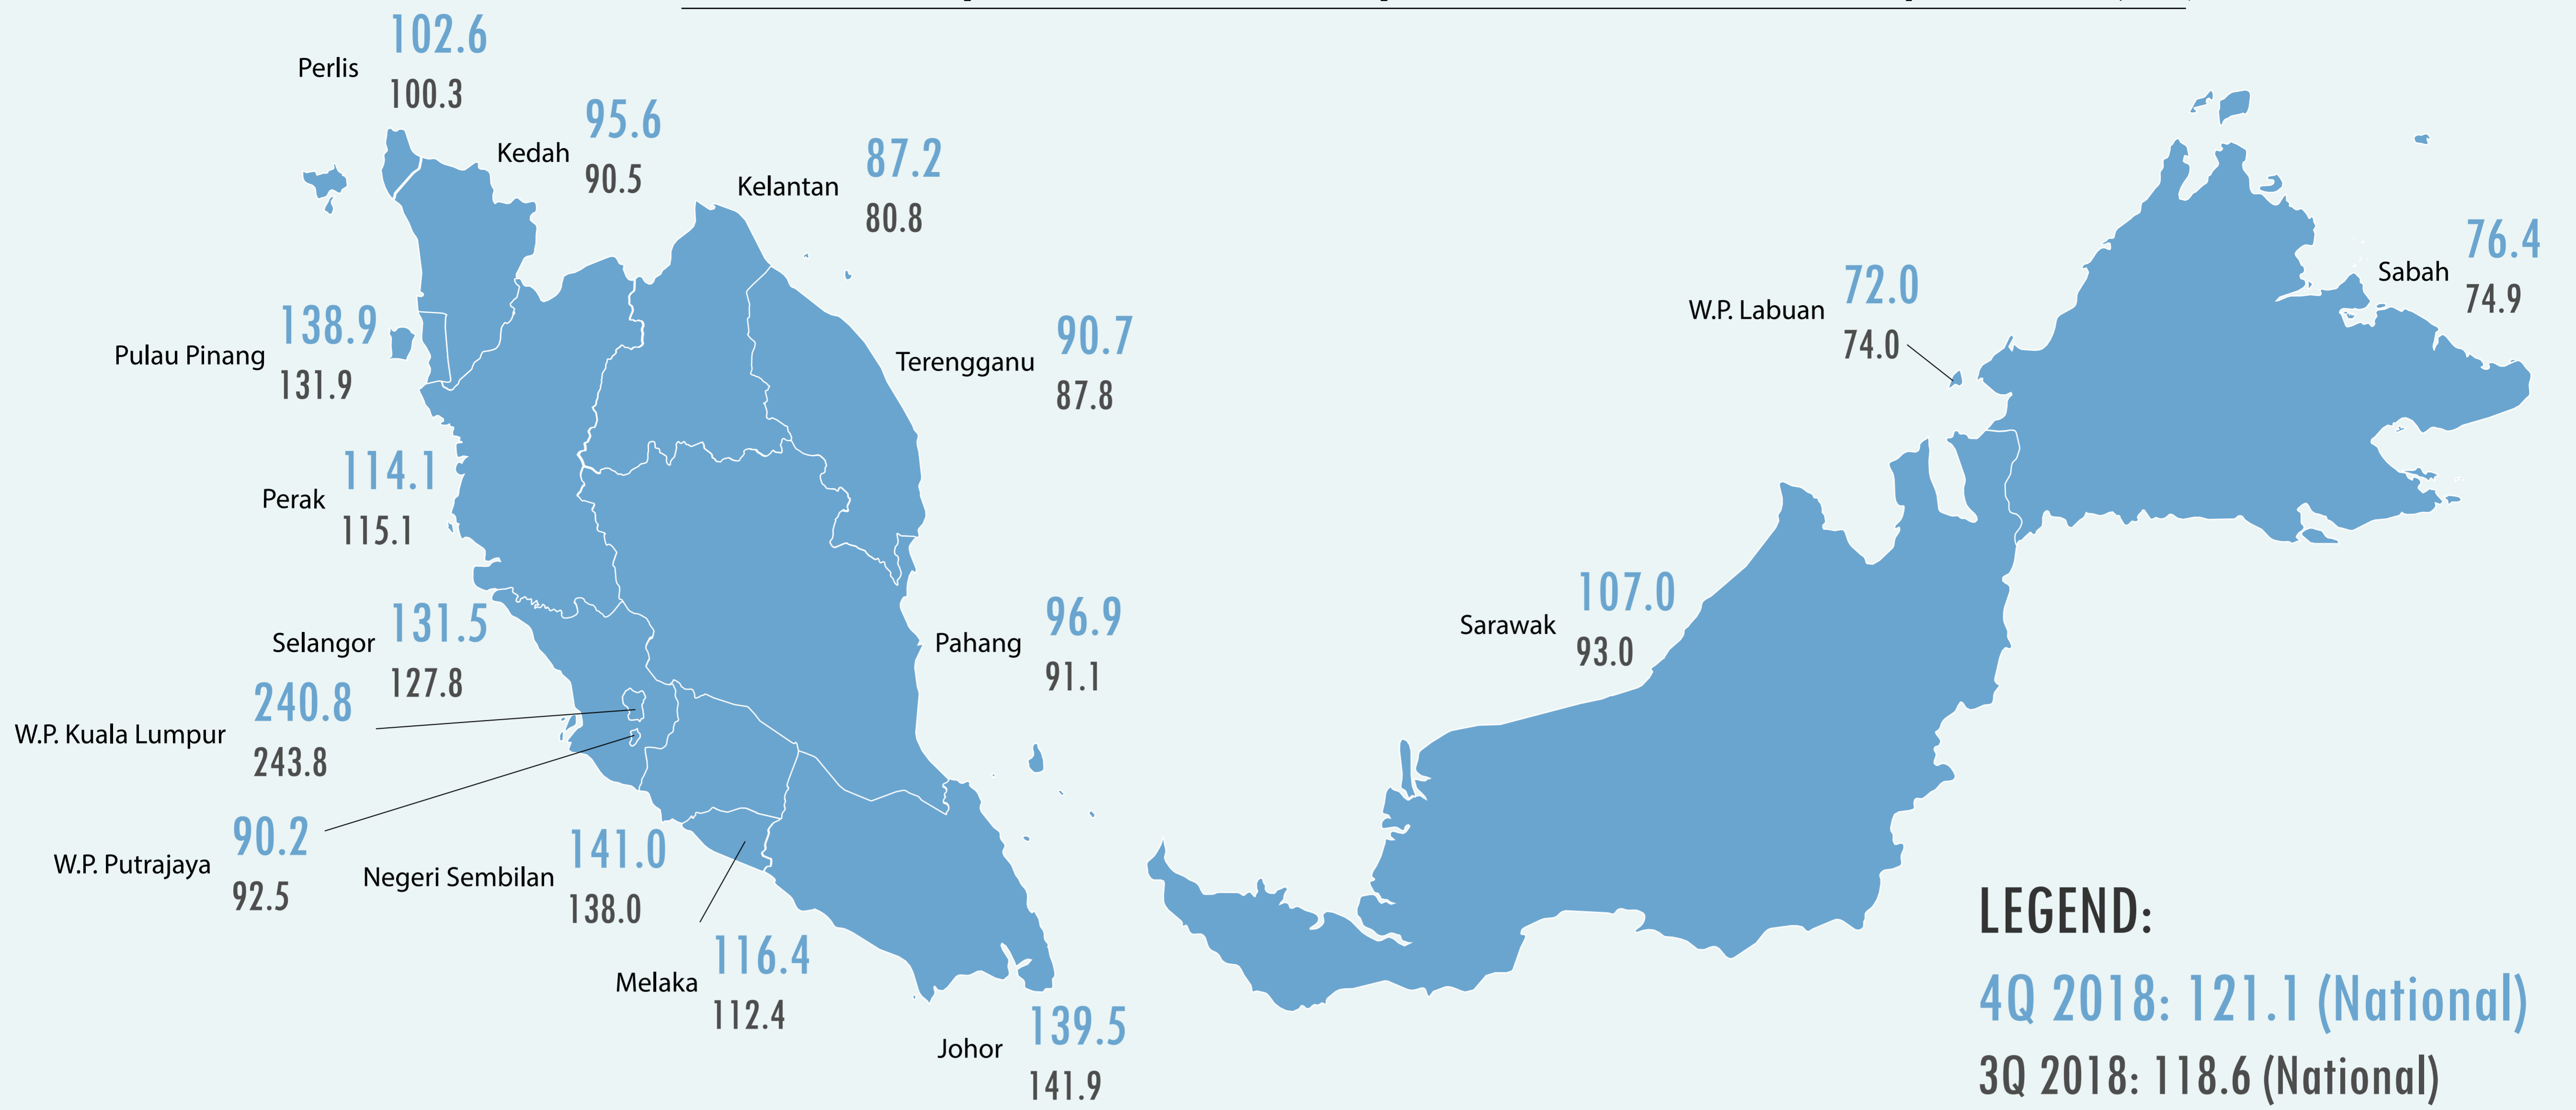 Perlis
102.6
100.3
Kedah
95.6
90.5
Kelantan
87.2
80.8
Pulau Pinang
138.9
131.9
Terengganu
90.7
87.8
Perak
114.1
115.1
Selangor
131.5
127.8
Pahang
96.9
91.1
W.P. Kuala Lumpur
240.8
243.8
W.P. Putrajaya
90.2
92.5
Negeri Sembilan
141.0
138.0
Melaka
116.4
112.4
Johor
139.5
141.9
W.P. Labuan
72.0
74.0
Sabah
76.4
74.9
Sarawak
107.0
93.0
LEGEND:
4Q 2018: 121.1 (National)
3Q 2018: 118.6 (National)